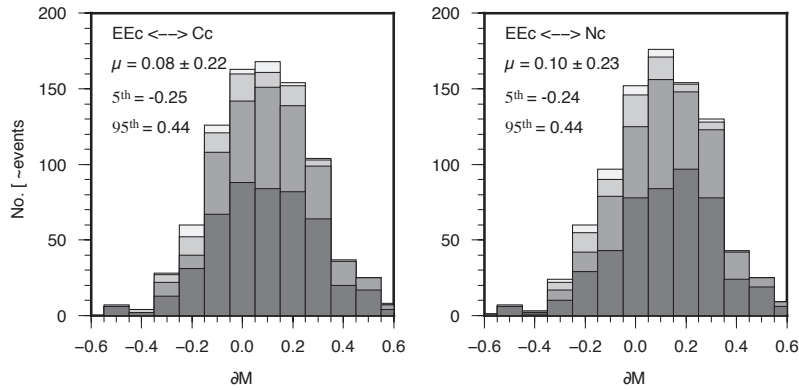 EEc <--> Cc
μ = 0.08 ± 0.22
5th = -0.25
95th = 0.44
200
150
100
50
0
No. [ ~events
−0.6 −0.4 −0.2 0.0 0.2 0.4 0.6
∂M
EEc <--> Nc
μ = 0.10 ± 0.23
5th = -0.24
95th = 0.44
200
150
100
50
0
−0.6 −0.4 −0.2 0.0 0.2 0.4 0.6
∂M